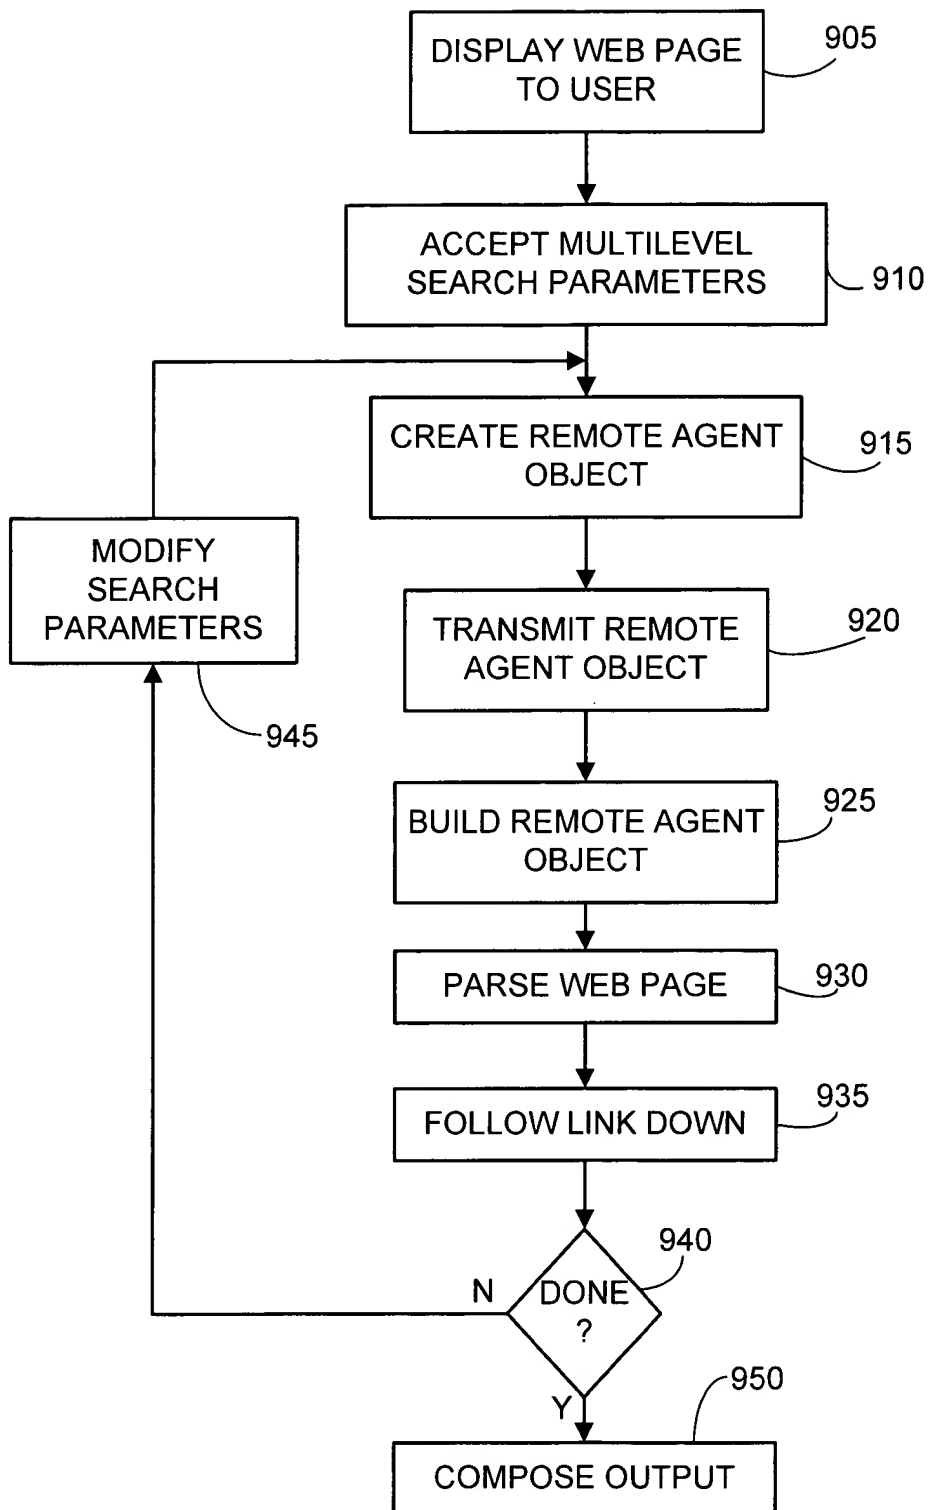 DISPLAY WEB PAGE
TO USER
905
ACCEPT MULTILEVEL
SEARCH PARAMETERS
910
CREATE REMOTE AGENT
OBJECT
915
MODIFY
SEARCH
PARAMETERS
945
TRANSMIT REMOTE
AGENT OBJECT
920
BUILD REMOTE AGENT
OBJECT
925
PARSE WEB PAGE
930
FOLLOW LINK DOWN
935
DONE
?
940
N
Y
COMPOSE OUTPUT
950